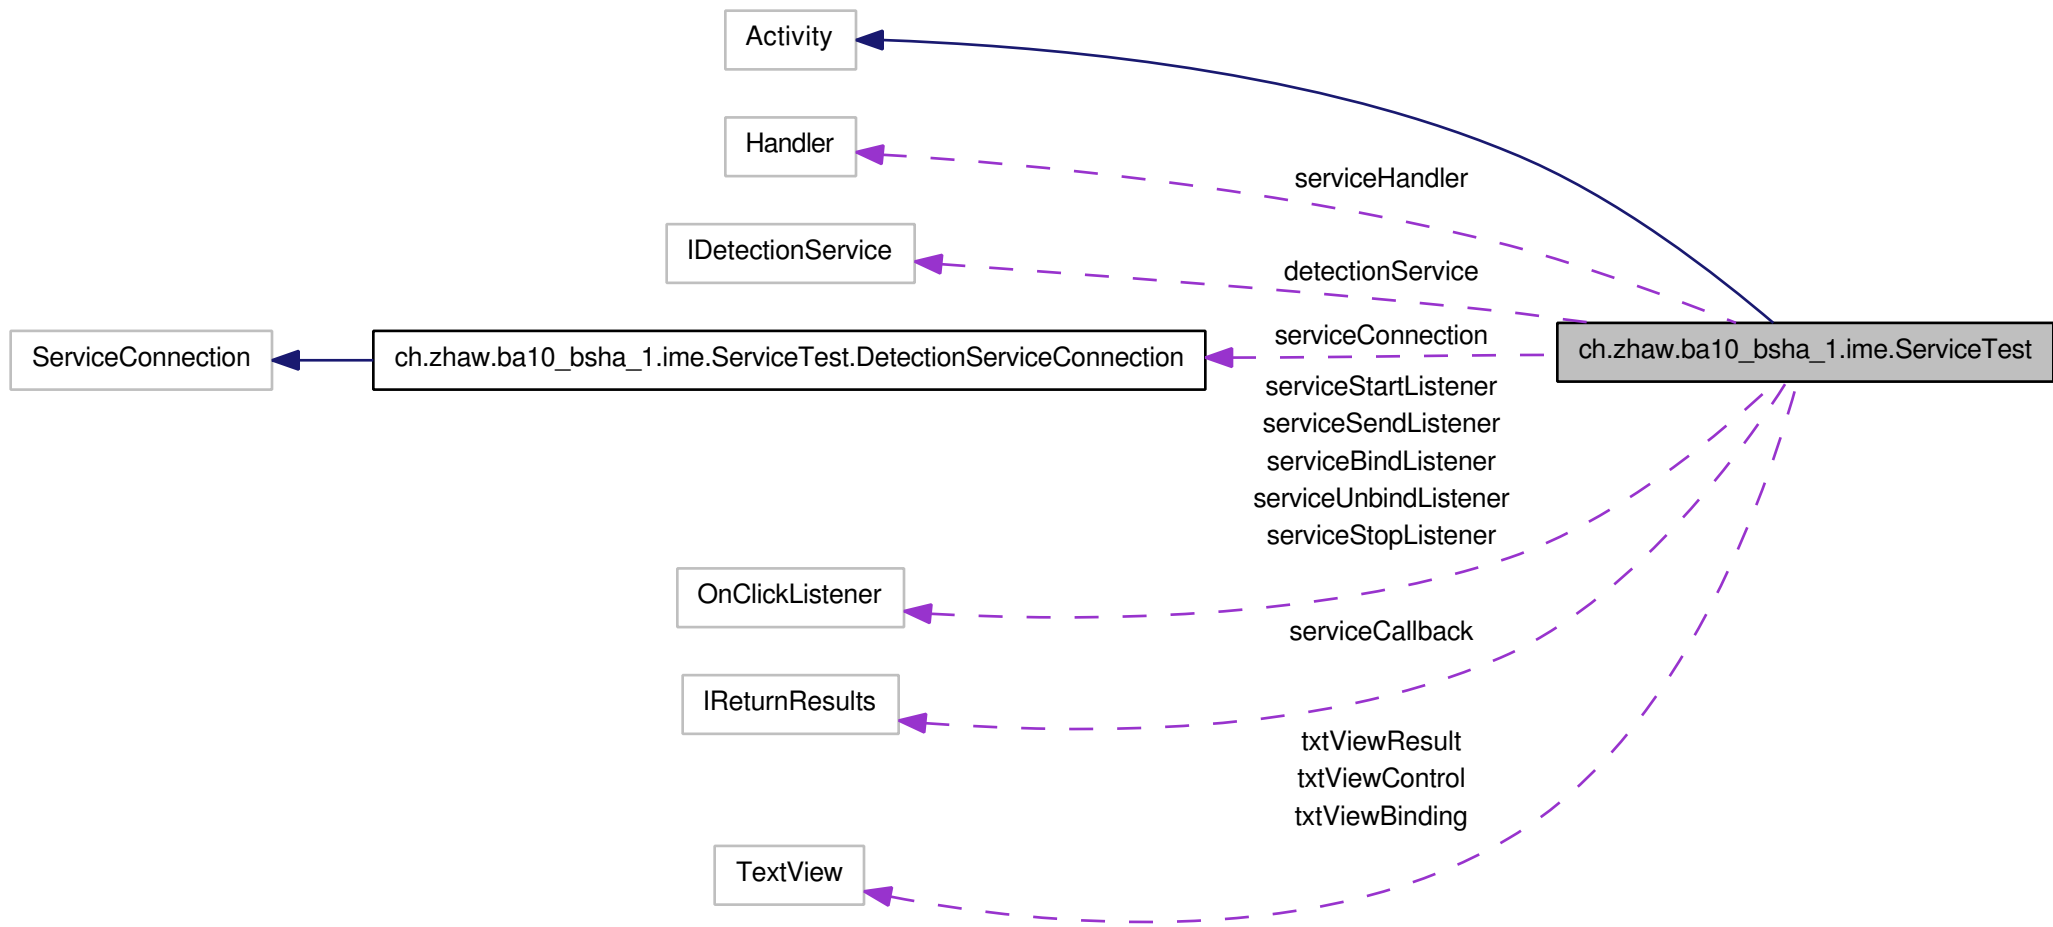 Activity
Handler
serviceHandler
IDetectionService
detectionService
serviceConnection
ch.zhaw.ba10_bsha_1.ime.ServiceTest
ServiceConnection
ch.zhaw.ba10_bsha_1.ime.ServiceTest.DetectionServiceConnection
serviceStartListener
serviceSendListener
serviceBindListener
serviceUnbindListener
serviceStopListener
OnClickListener
serviceCallback
IReturnResults
txtViewResult
txtViewControl
txtViewBinding
TextView